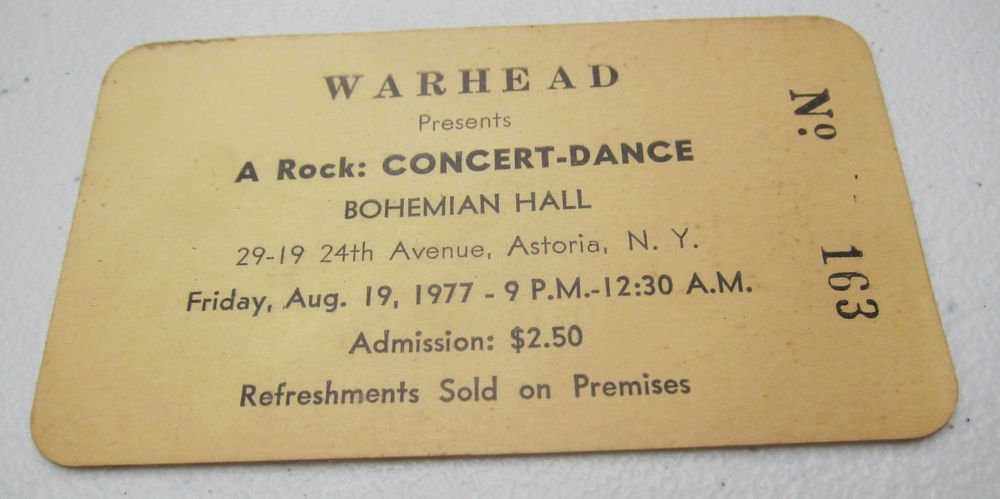 WARHEAD
Presents
A Rock: CONCERT-DANCE
BOHEMIAN HALL
29-19 24th Avenue, Astoria, N. Y.
Friday, Aug. 19, 1977 - 9 P.M.-12:30 A.M.
Admission: $2.50
Refreshments Sold on Premises
No. 163